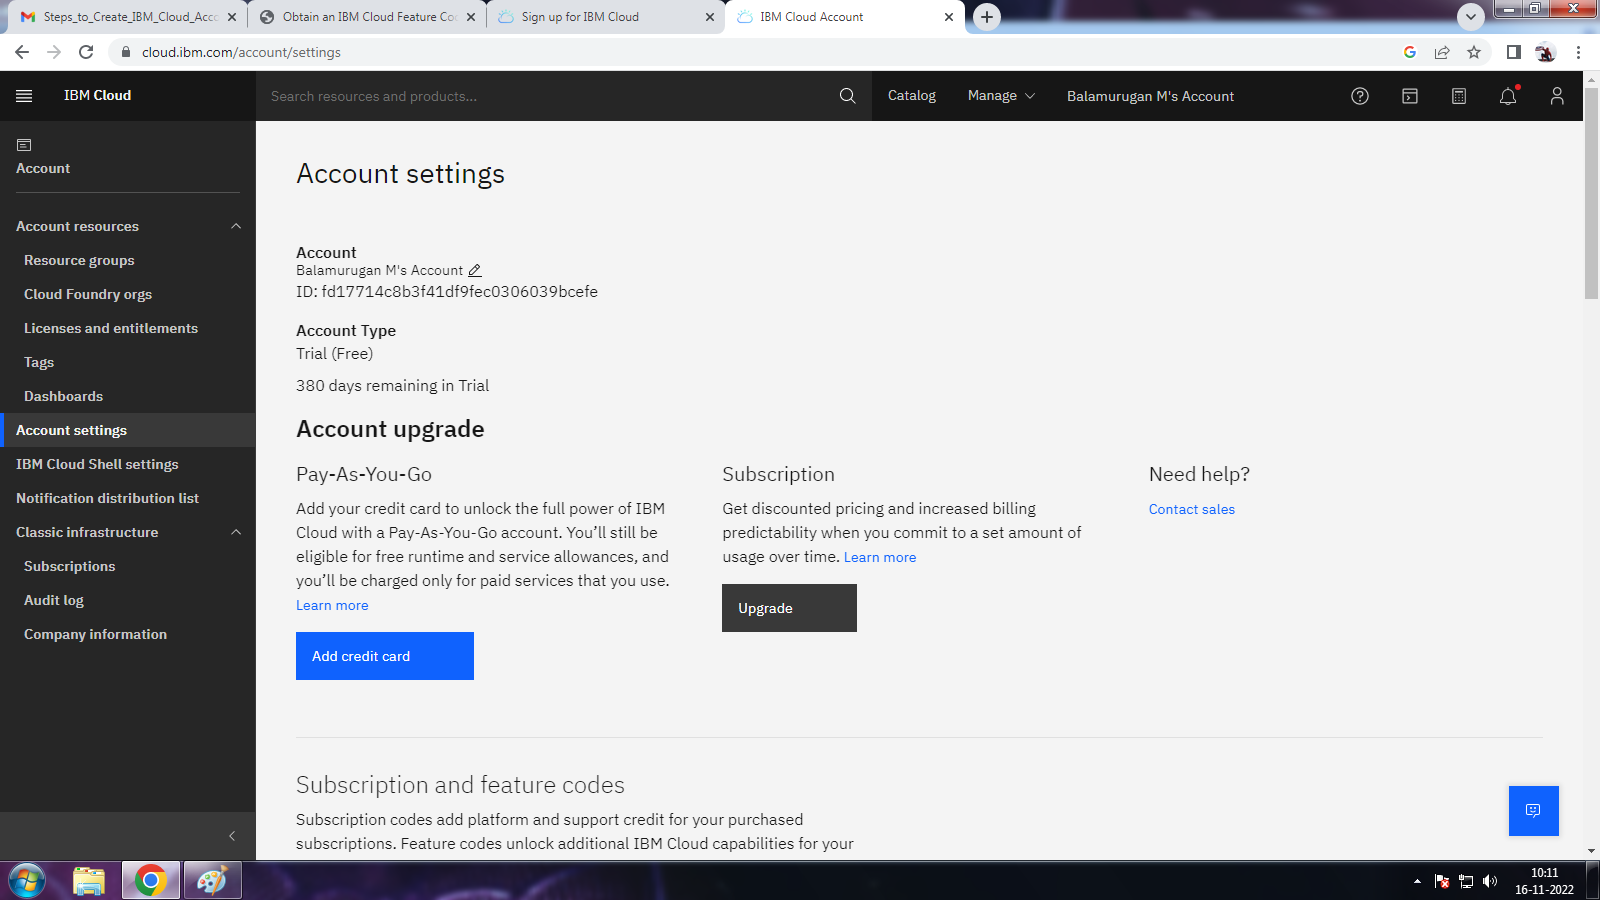 Steps_to_Create_IBM_Cloud_Acc
Obtain an IBM Cloud Feature Co
Sign up for IBM Cloud
IBM Cloud Account
cloud.ibm.com/account/settings
IBM Cloud
Search resources and products...
Catalog
Manage
Balamurugan M's Account
Account
Account resources
Resource groups
Cloud Foundry orgs
Licenses and entitlements
Tags
Dashboards
Account settings
IBM Cloud Shell settings
Notification distribution list
Classic infrastructure
Subscriptions
Audit log
Company information
Account settings
Account
Balamurugan M's Account
ID: fd17714c8b3f41df9fec0306039bcefe
Account Type
Trial (Free)
380 days remaining in Trial
Account upgrade
Pay-As-You-Go
Add your credit card to unlock the full power of IBM
Cloud with a Pay-As-You-Go account. You’ll still be
eligible for free runtime and service allowances, and
you’ll be charged only for paid services that you use.
Learn more
Add credit card
Subscription
Get discounted pricing and increased billing
predictability when you commit to a set amount of
usage over time. Learn more
Upgrade
Need help?
Contact sales
Subscription and feature codes
Subscription codes add platform and support credit for your purchased
subscriptions. Feature codes unlock additional IBM Cloud capabilities for your
10:11
16-11-2022